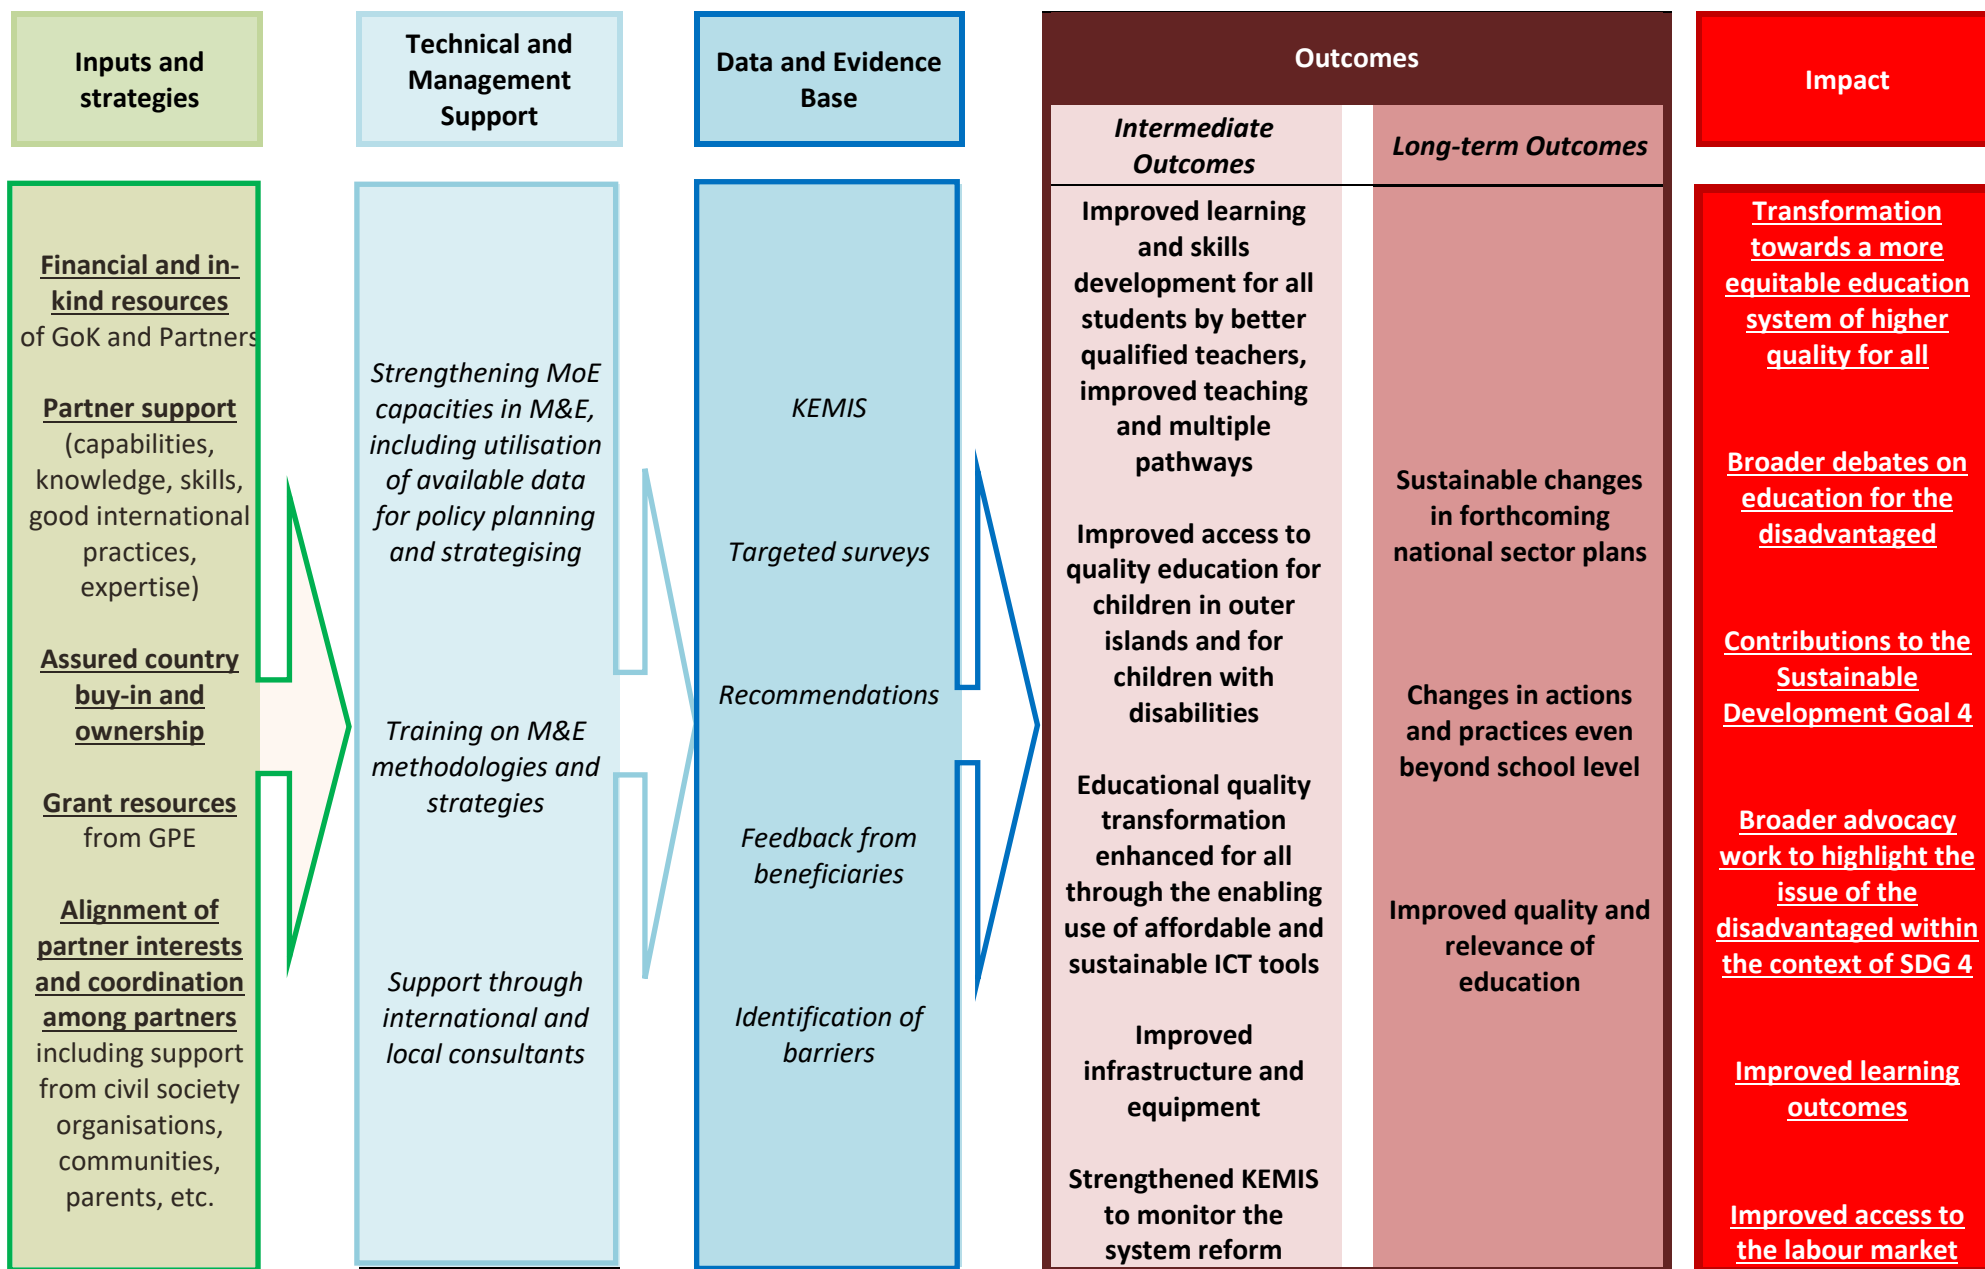 Inputs and
strategies
Financial and in-
kind resources
of GoK and Partners
Partner support
(capabilities,
knowledge, skills,
good international
practices,
expertise)
Assured country
buy-in and
ownership
Grant resources
from GPE
Alignment of
partner interests
and coordination
among partners
including support
from civil society
organisations,
communities,
parents, etc.
Technical and
Management
Support
Strengthening MoE
capacities in M&E,
including utilisation
of available data
for policy planning
and strategising
Training on M&E
methodologies and
strategies
Support through
international and
local consultants
Data and Evidence
Base
KEMIS
Targeted surveys
Recommendations
Feedback from
beneficiaries
Identification of
barriers
Outcomes
Intermediate
Outcomes
Improved learning
and skills
development for all
students by better
qualified teachers,
improved teaching
and multiple
pathways
Improved access to
quality education for
children in outer
islands and for
children with
disabilities
Educational quality
transformation
enhanced for all
through the enabling
use of affordable and
sustainable ICT tools
Improved
infrastructure and
equipment
Strengthened KEMIS
to monitor the
system reform
Long-term Outcomes
Sustainable changes
in forthcoming
national sector plans
Changes in actions
and practices even
beyond school level
Improved quality and
relevance of
education
Impact
Transformation
towards a more
equitable education
system of higher
quality for all
Broader debates on
education for the
disadvantaged
Contributions to the
Sustainable
Development Goal 4
Broader advocacy
work to highlight the
issue of the
disadvantaged within
the context of SDG 4
Improved learning
outcomes
Improved access to
the labour market